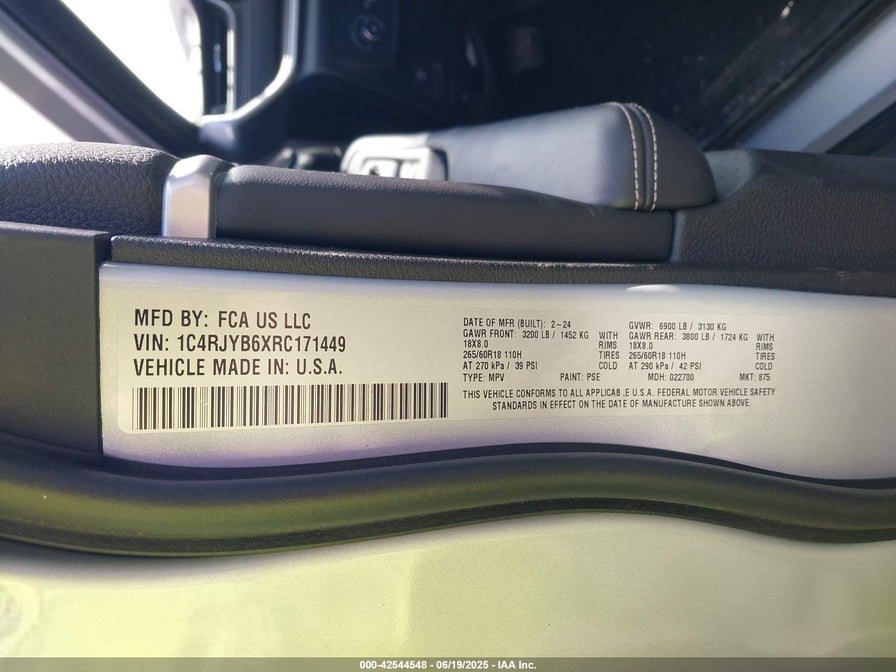 MFD BY: FCA US LLC
VIN: 1C4RJYB6XRC171449
VEHICLE MADE IN: U.S.A.
DATE OF MFR (BUILT): 2-24 GVWR: 6900 LB / 3130 KG
GAWR FRONT: 3200 LB / 1452 KG WITH GAWR REAR: 3800 LB / 1724 KG WITH
18X8.0 RIMS 18X8.0 RIMS
265/60R18 110H TIRES 265/60R18 110H TIRES
AT 270 kPa / 39 PSI COLD AT 290 kPa / 42 PSI COLD
TYPE: MPV PAINT: PSE MDH: 022700 MKT: 875
THIS VEHICLE CONFORMS TO ALL APPLICAB .E U.S.A. FEDERAL MOTOR VEHICLE SAFETY
STANDARDS IN EFFECT ON THE DATE OF MANUFACTURE SHOWN ABOVE.
000-42544548 - 06/19/2025 - IAA Inc.